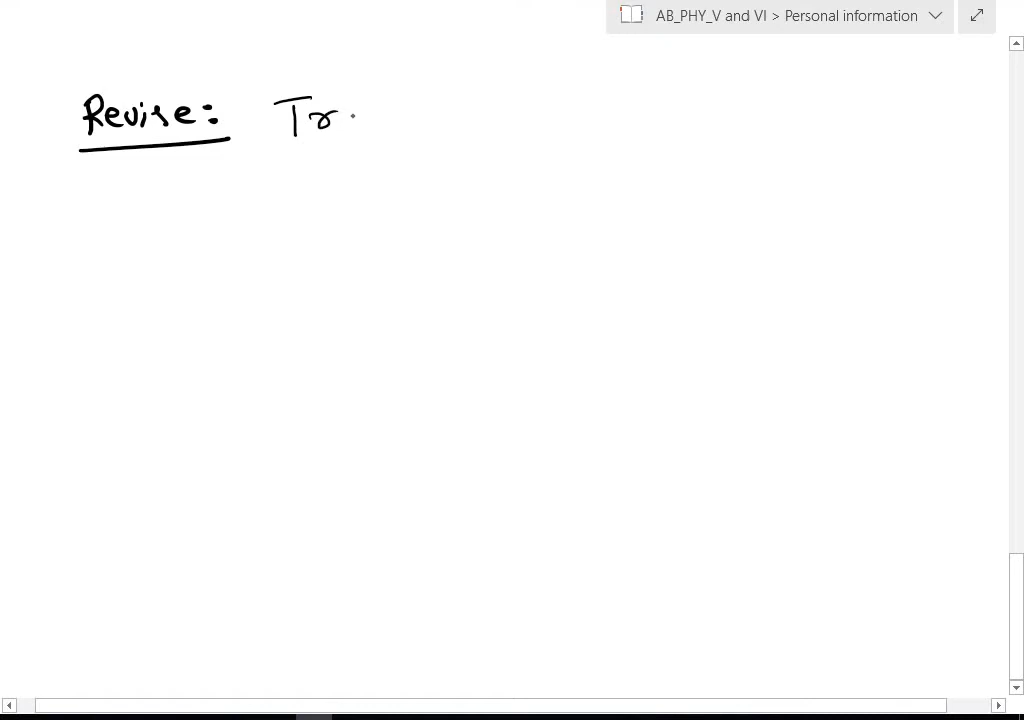 AB_PHY_V and VI > Personal information
Revise: Tr